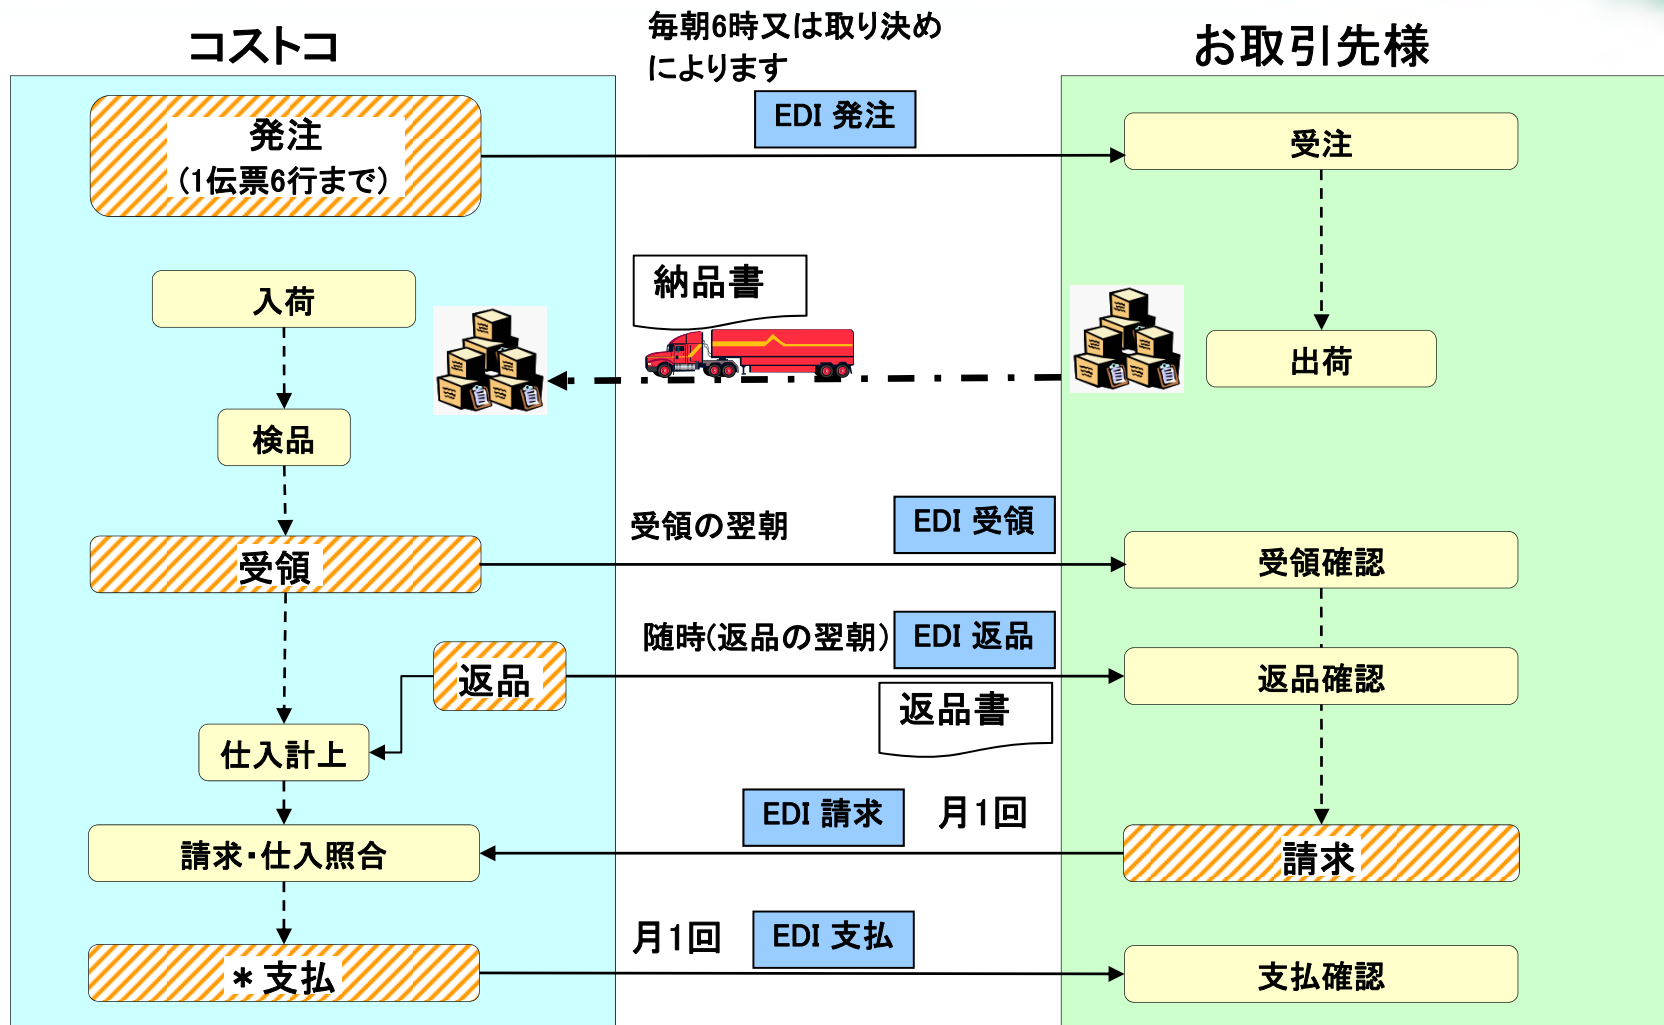 コストコ
毎朝6時又は取り決め
によります
お取引先様
発注
(1伝票6行まで)
EDI 発注
受注
入荷
納品書
出荷
検品
受領の翌朝
EDI 受領
受領
受領確認
随時(返品の翌朝)
EDI 返品
返品
返品確認
返品書
仕入計上
EDI 請求
月1回
請求・仕入照合
請求
月1回
EDI 支払
*支払
支払確認